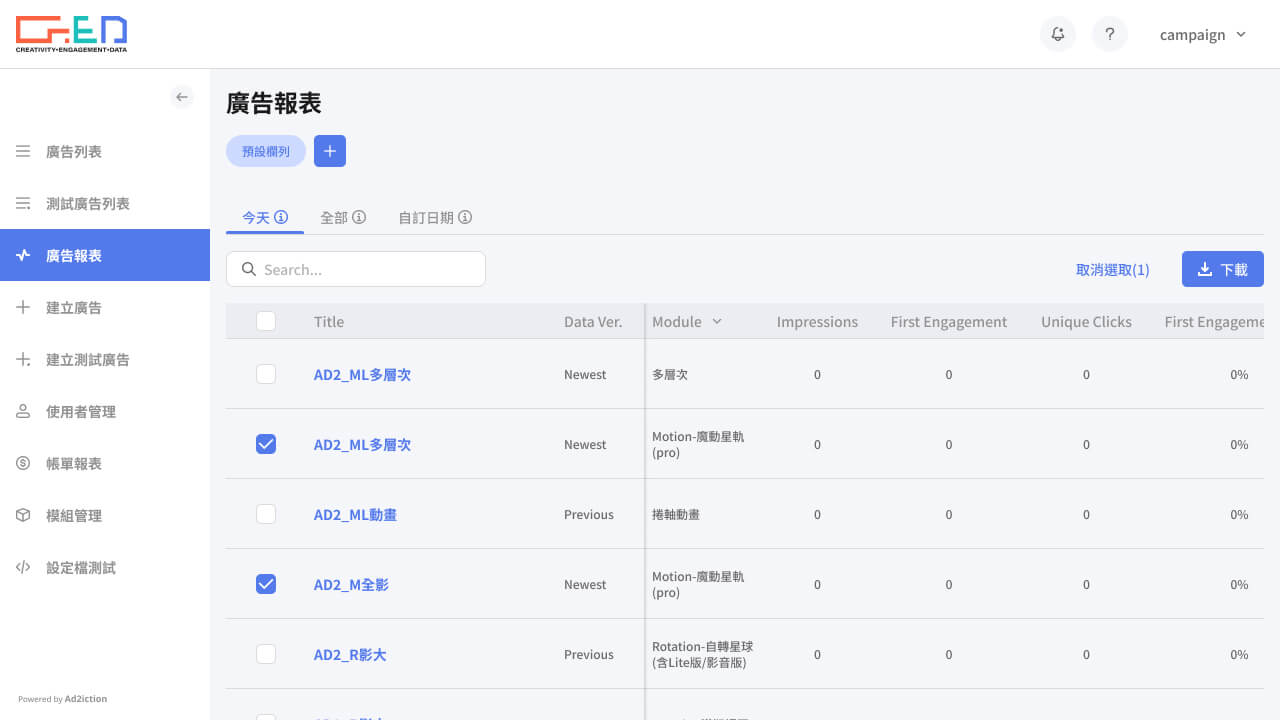 CREATIVITY•ENGAGEMENT•DATA
?
campaign
廣告列表
測試廣告列表
廣告報表
建立廣告
建立測試廣告
使用者管理
帳單報表
模組管理
設定檔測試
Powered by Ad2iction
廣告報表
預設欄列
今天 全部 自訂日期
Search...
取消選取(1)
下載
Title Data Ver. Module Impressions First Engagement Unique Clicks First Engageme
AD2_ML多層次 Newest 多層次 0 0 0 0%
AD2_ML多層次 Newest Motion-魔動星軌
(pro) 0 0 0 0%
AD2_ML動畫 Previous 捲軸動畫 0 0 0 0%
AD2_M全影 Newest Motion-魔動星軌
(pro) 0 0 0 0%
AD2_R影大 Previous Rotation-自轉星球
(含Lite版/影音版) 0 0 0 0%